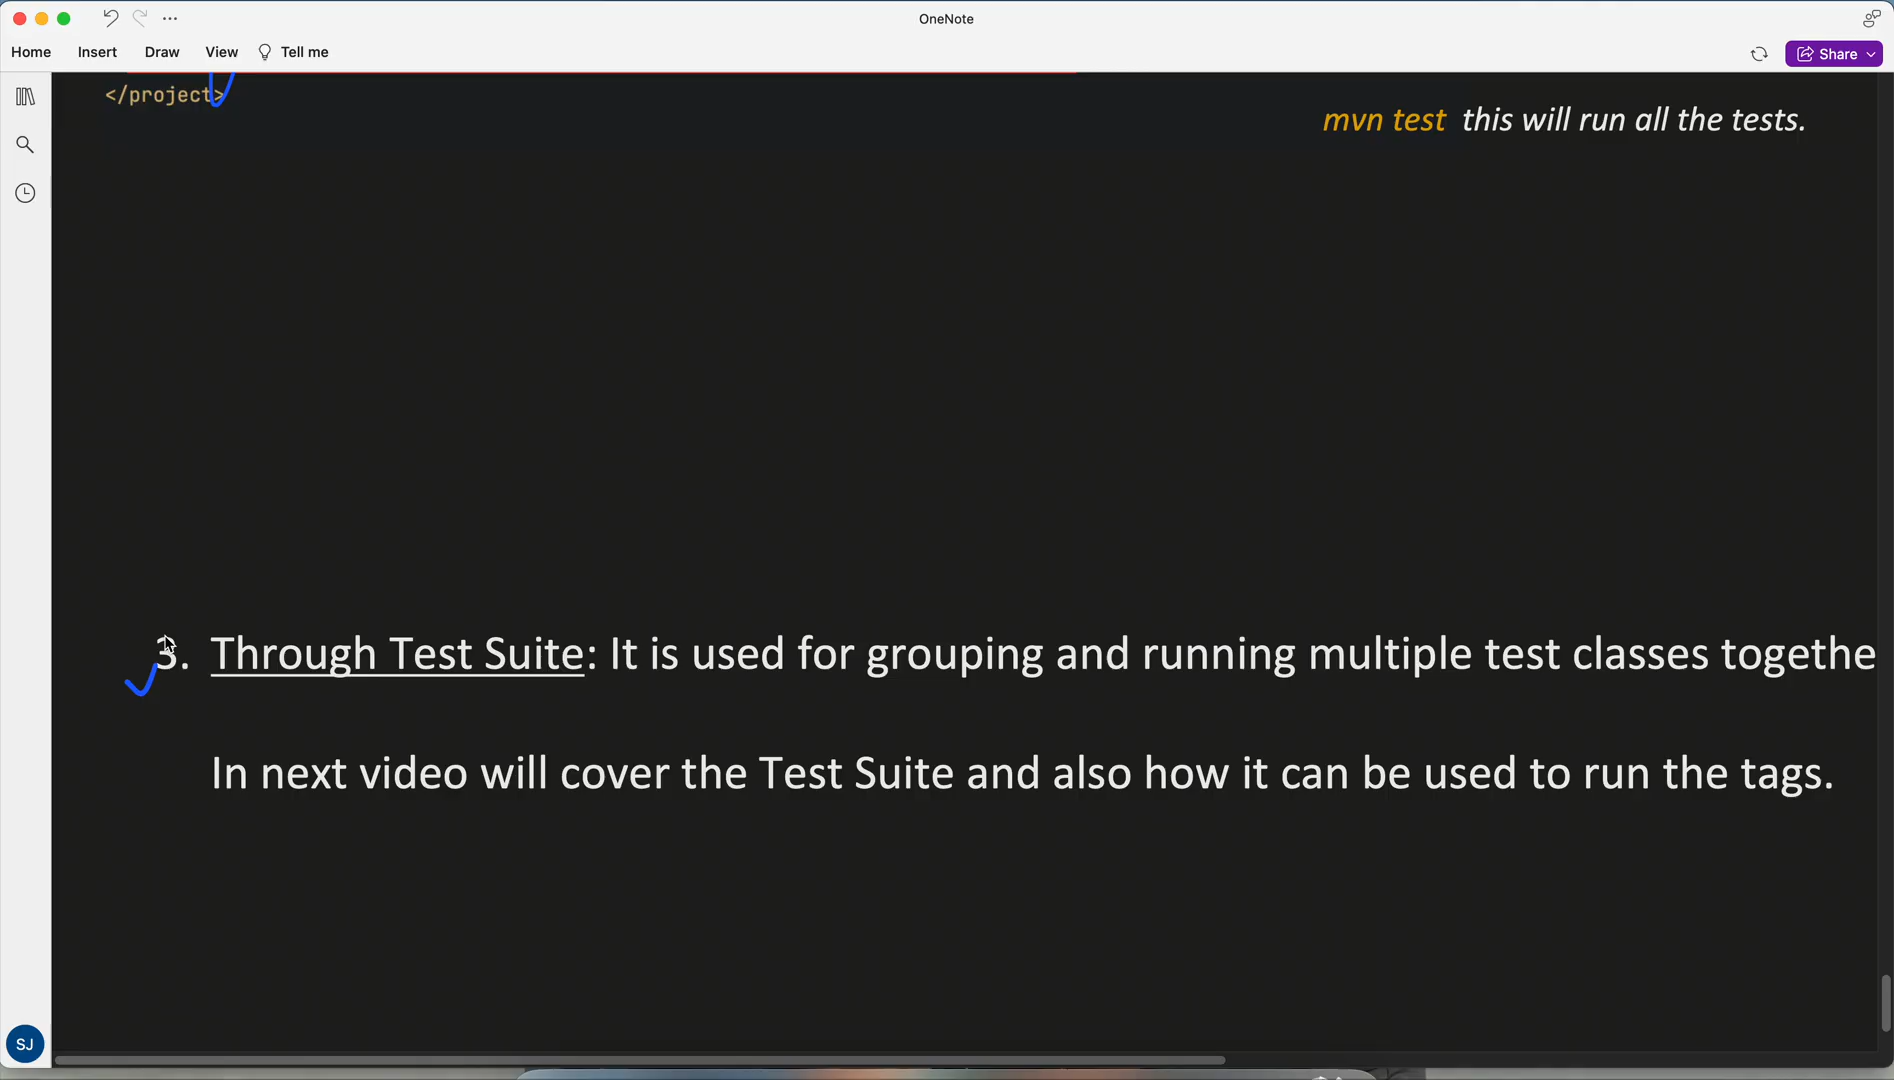 OneNote
Home Insert Draw View Tell me
Share
</project>
mvn test this will run all the tests.
3. Through Test Suite: It is used for grouping and running multiple test classes togethe
In next video will cover the Test Suite and also how it can be used to run the tags.
SJ